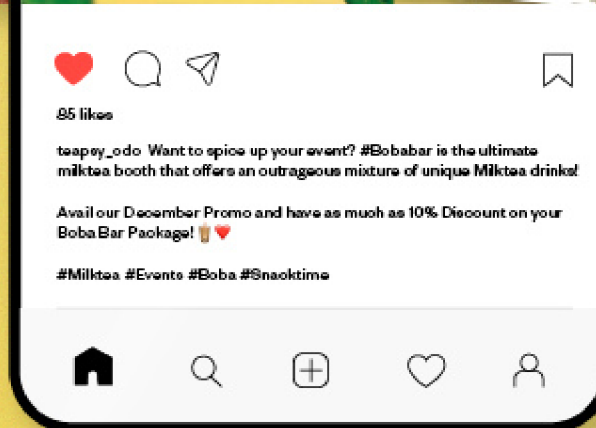 85 likes
teapsy_odo Want to spice up your event? #Bobabar is the ultimate
milktea booth that offers an outrageous mixture of unique Milktea drinks!
Avail our December Promo and have as much as 10% Discount on your
Boba Bar Package! 🧋❤️
#Milktea #Events #Boba #Snacktime